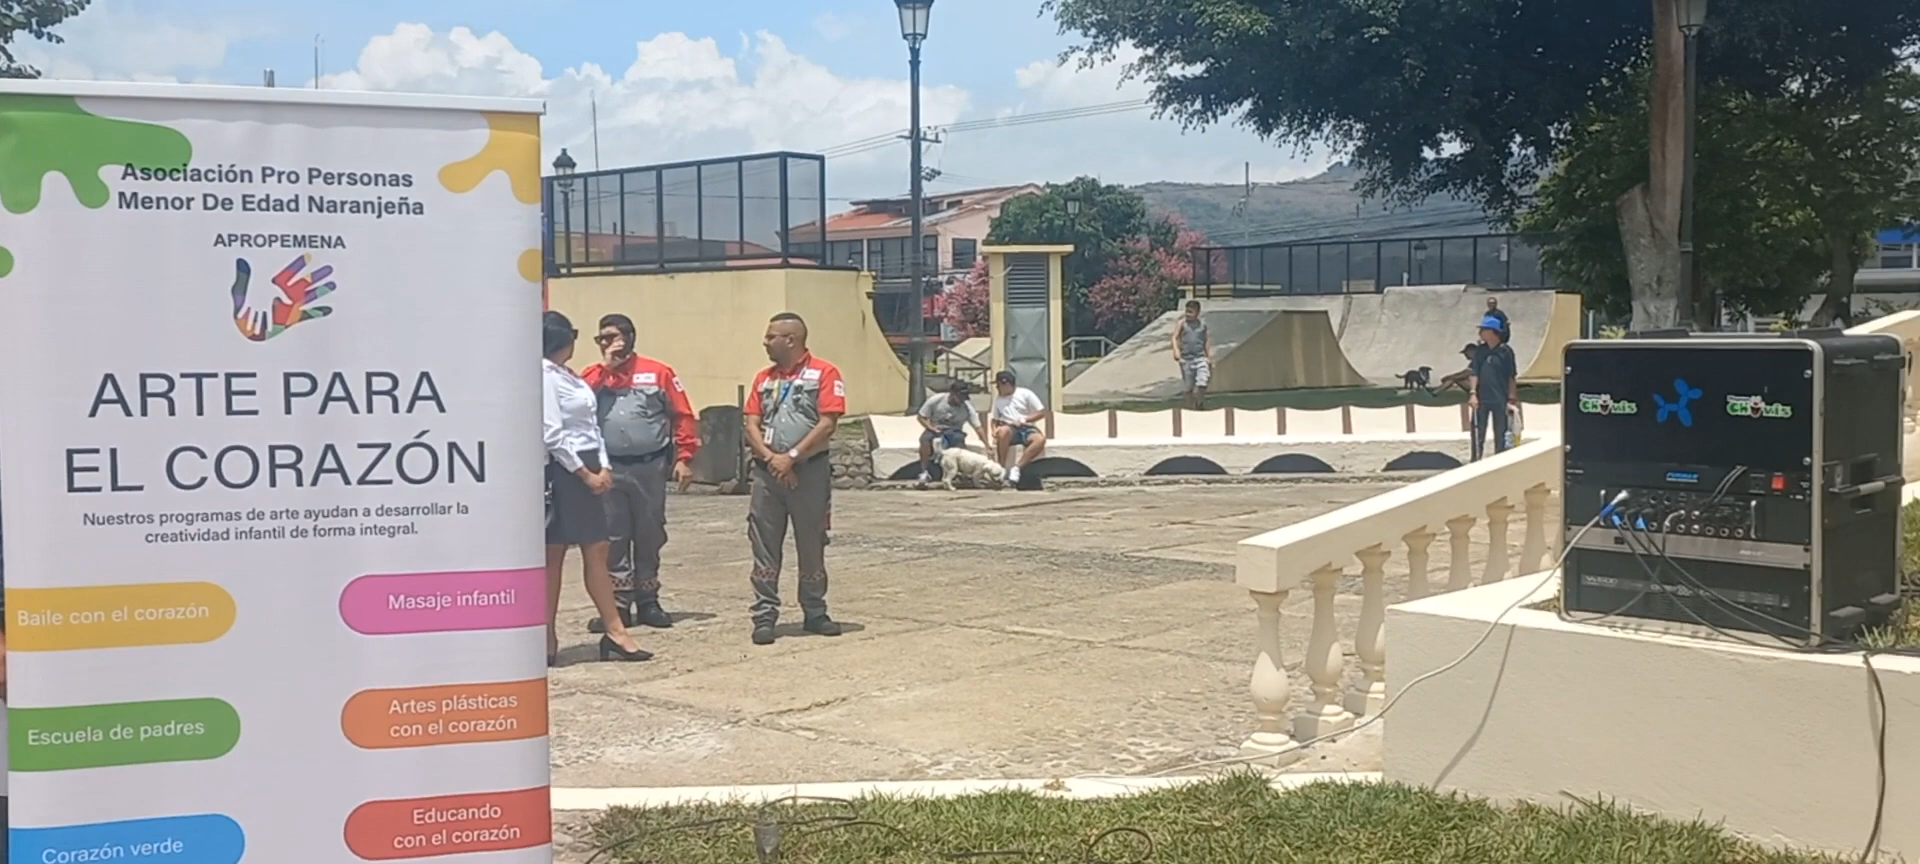 Asociación Pro Personas
Menor De Edad Naranjeña
APROPEMENA
ARTE PARA
EL CORAZÓN
Nuestros programas de arte ayudan a desarrollar la
creatividad infantil de forma integral.
Baile con el corazón
Masaje infantil
Escuela de padres
Artes plásticas
con el corazón
Corazón verde
Educando
con el corazón